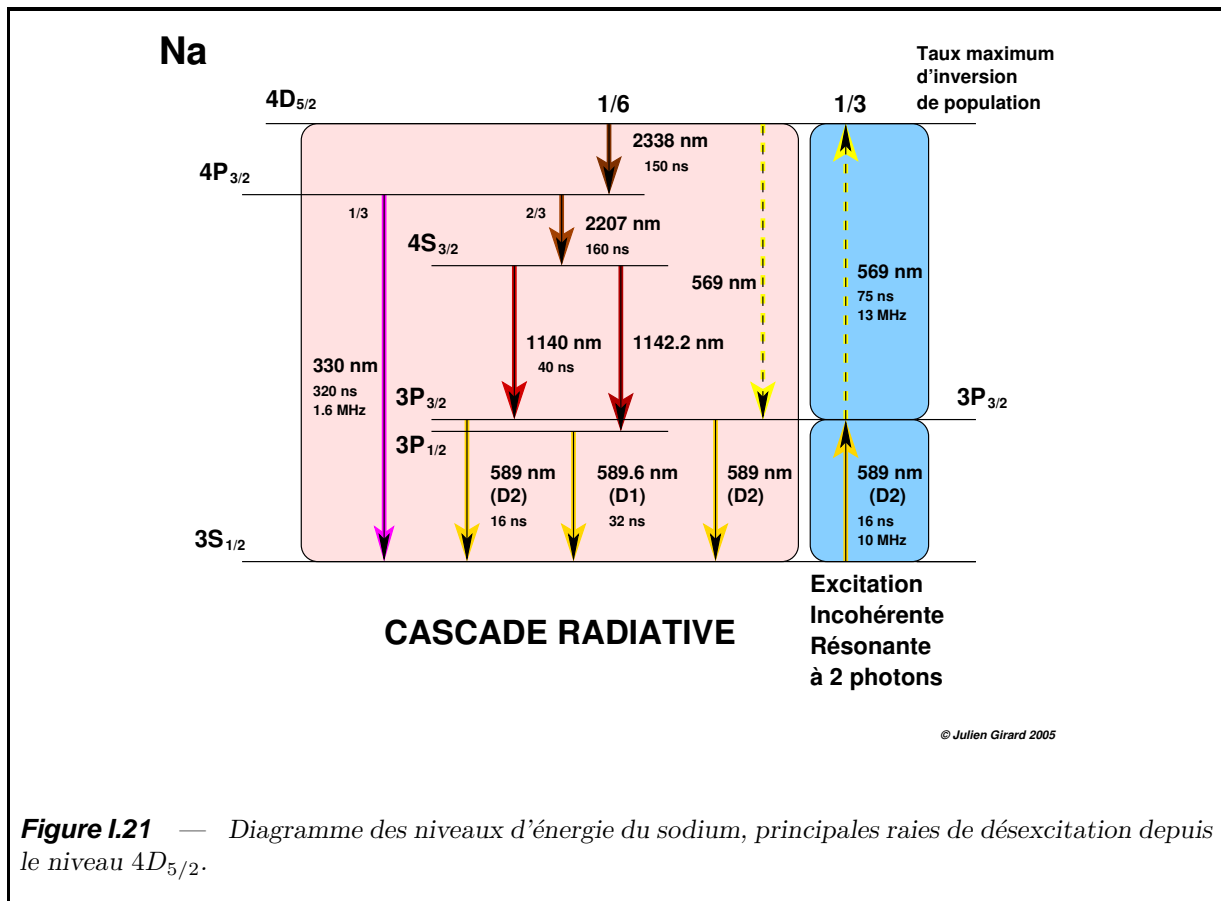 Na
Taux maximum
d'inversion
de population
4D5/2
1/6
1/3
2338 nm
150 ns
4P3/2
1/3
2/3
2207 nm
160 ns
4S3/2
569 nm
569 nm
75 ns
13 MHz
1140 nm
40 ns
1142.2 nm
330 nm
320 ns
1.6 MHz
3P3/2
3P3/2
3P1/2
589 nm
(D2)
16 ns
589.6 nm
(D1)
32 ns
589 nm
(D2)
589 nm
(D2)
16 ns
10 MHz
3S1/2
Excitation
Incohérente
Résonante
à 2 photons
CASCADE RADIATIVE
© Julien Girard 2005
Figure I.21 — Diagramme des niveaux d'énergie du sodium, principales raies de désexcitation depuis
le niveau 4D5/2.